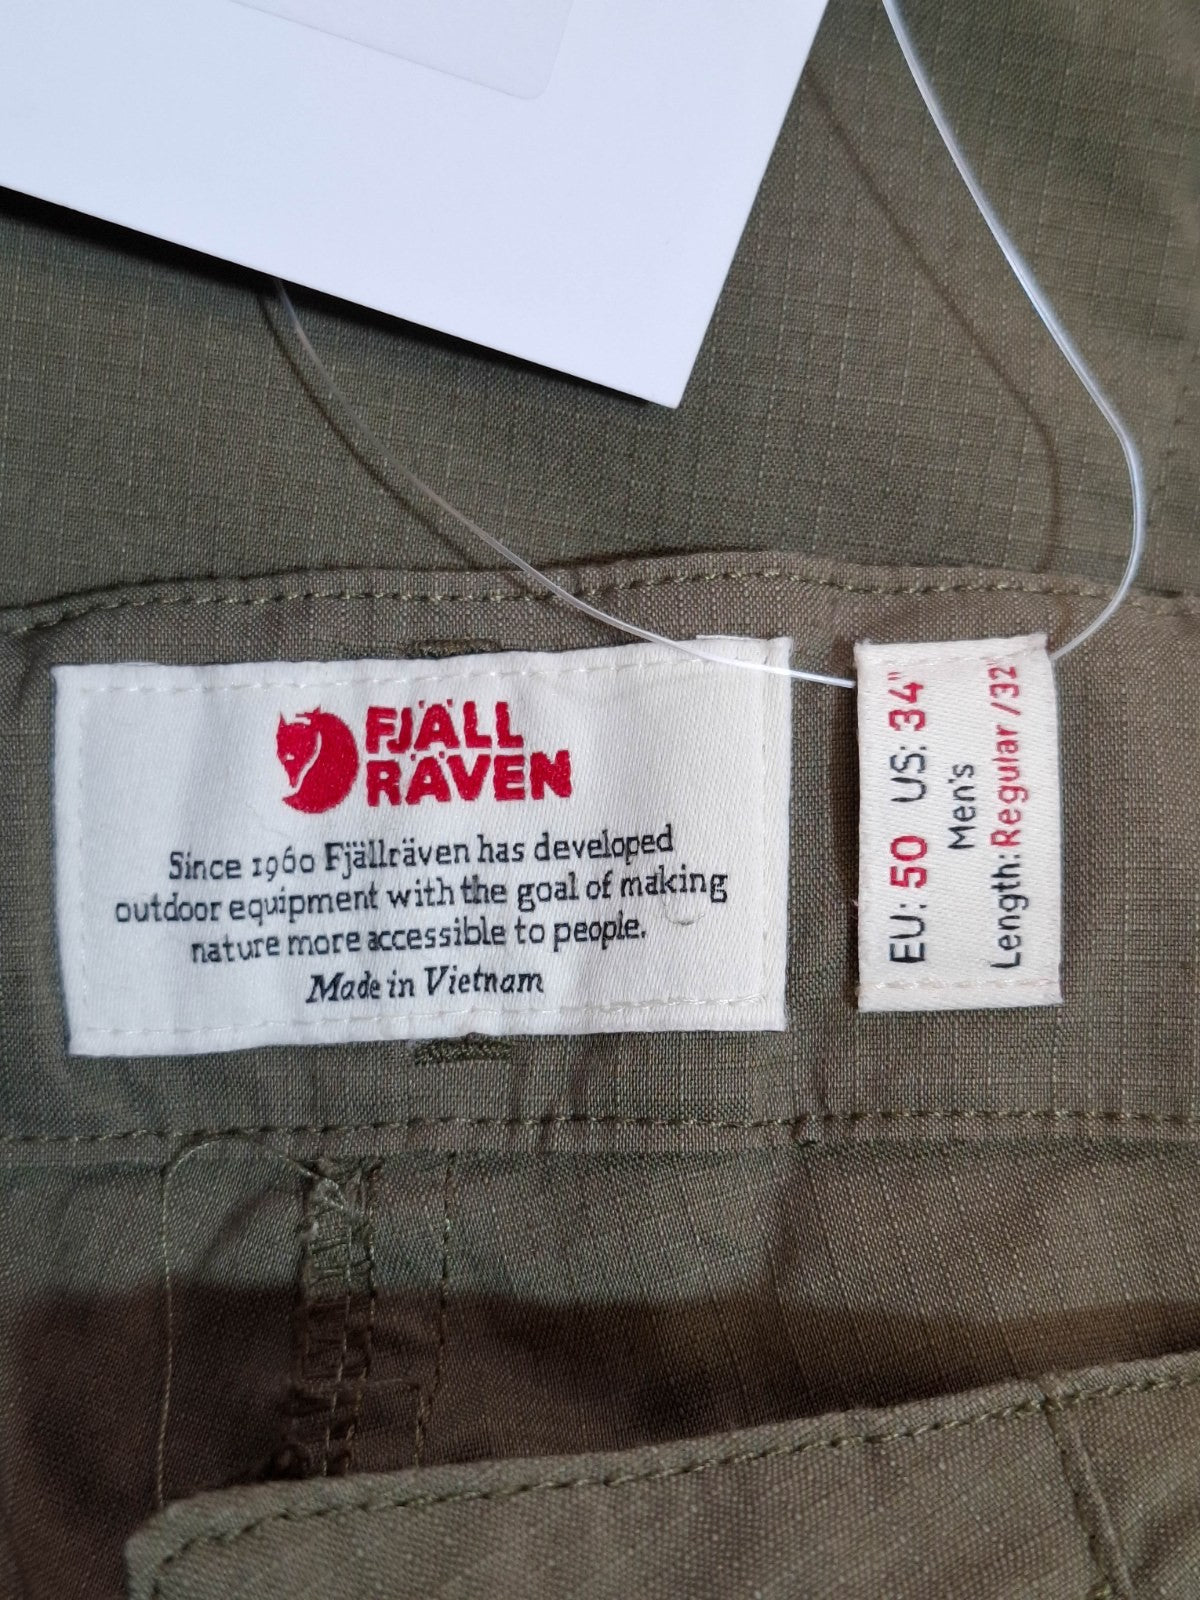 FJÄLL
RÄVEN
Since 1960 Fjällräven has developed
outdoor equipment with the goal of making
nature more accessible to people.
Made in Vietnam
EU: 50 US: 34"
Men's
Length: Regular /32"